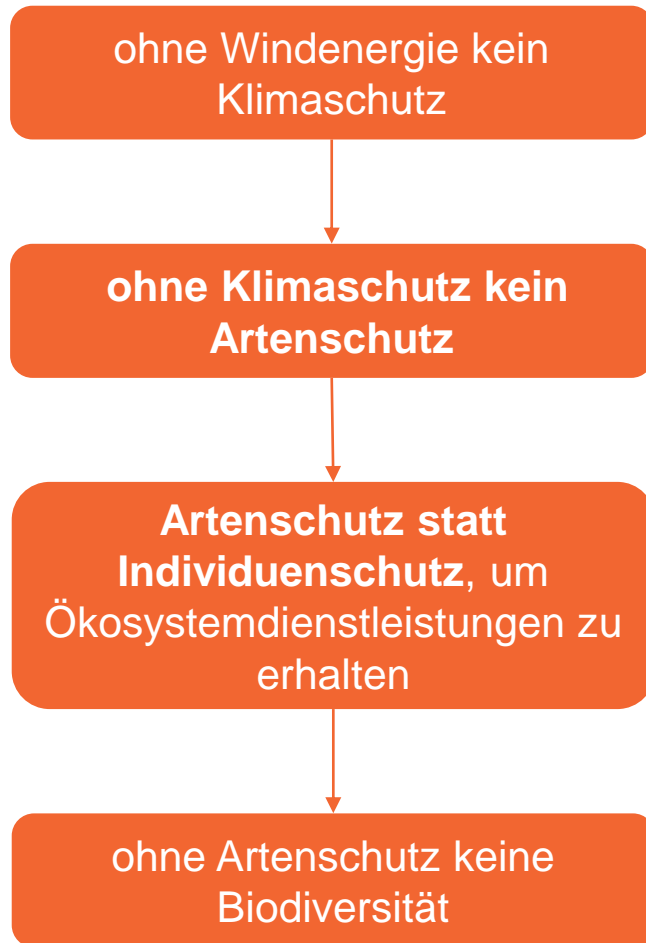 ohne Windenergie kein
Klimaschutz
ohne Klimaschutz kein
Artenschutz
Artenschutz statt
Individuenschutz, um
Ökosystemdienstleistungen zu
erhalten
ohne Artenschutz keine
Biodiversität